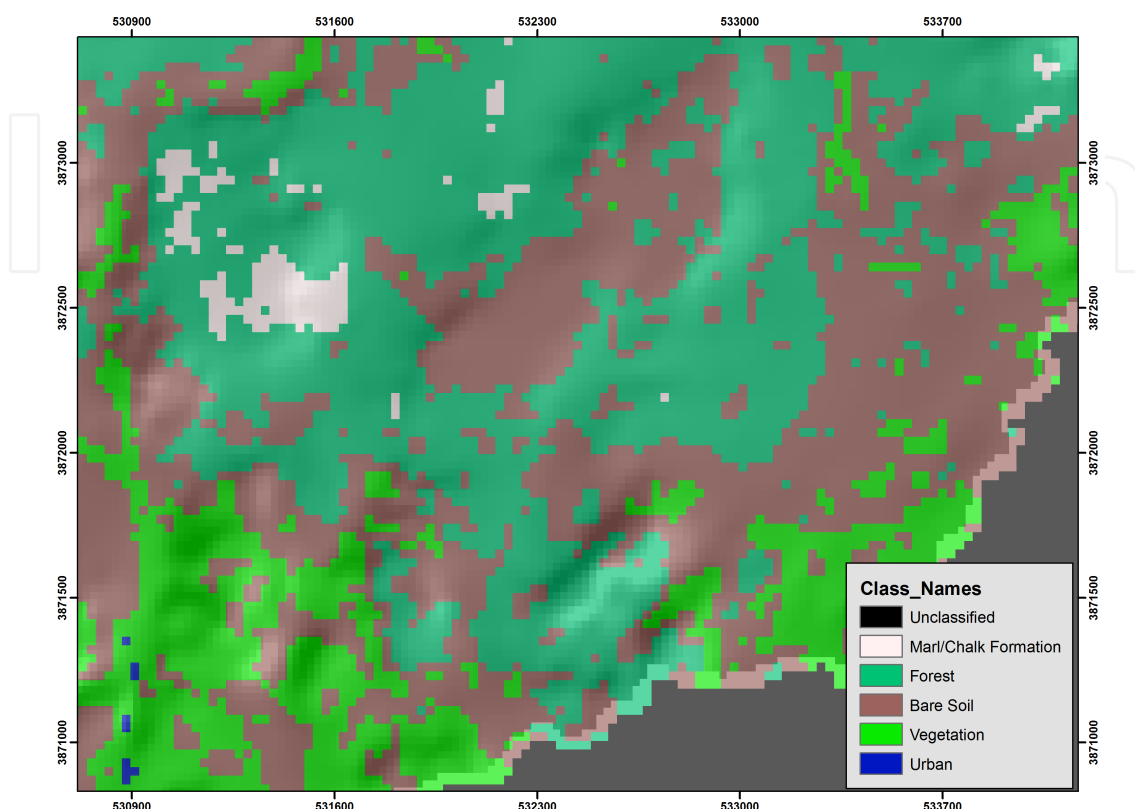 530900 531600 532300 533000 533700
3873000 3873000
3872500 3872500
3872000 3872000
3871500 3871500
3871000 3871000
Class_Names
Unclassified
Marl/Chalk Formation
Forest
Bare Soil
Vegetation
Urban
530900 531600 532300 533000 533700